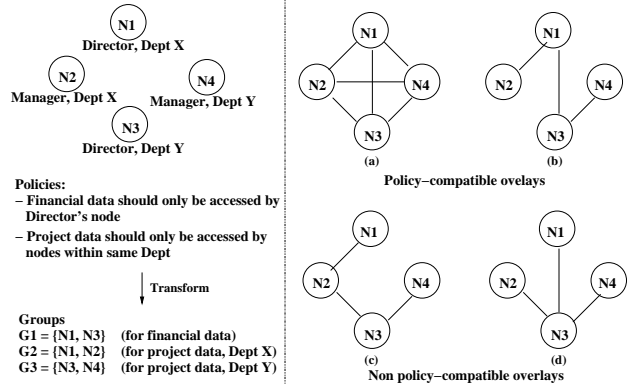 N1
Director, Dept X
N2
Manager, Dept X
N4
Manager, Dept Y
N3
Director, Dept Y
Policies:
– Financial data should only be accessed by
Director's node
– Project data should only be accessed by
nodes within same Dept
Transform
Groups
G1 = {N1, N3} (for financial data)
G2 = {N1, N2} (for project data, Dept X)
G3 = {N3, N4} (for project data, Dept Y)
N1
N2
N4
N3
(a)
N1
N2
N4
N3
(b)
Policy–compatible ovelays
N1
N2
N4
N3
(c)
N1
N2
N4
N3
(d)
Non policy–compatible overlays